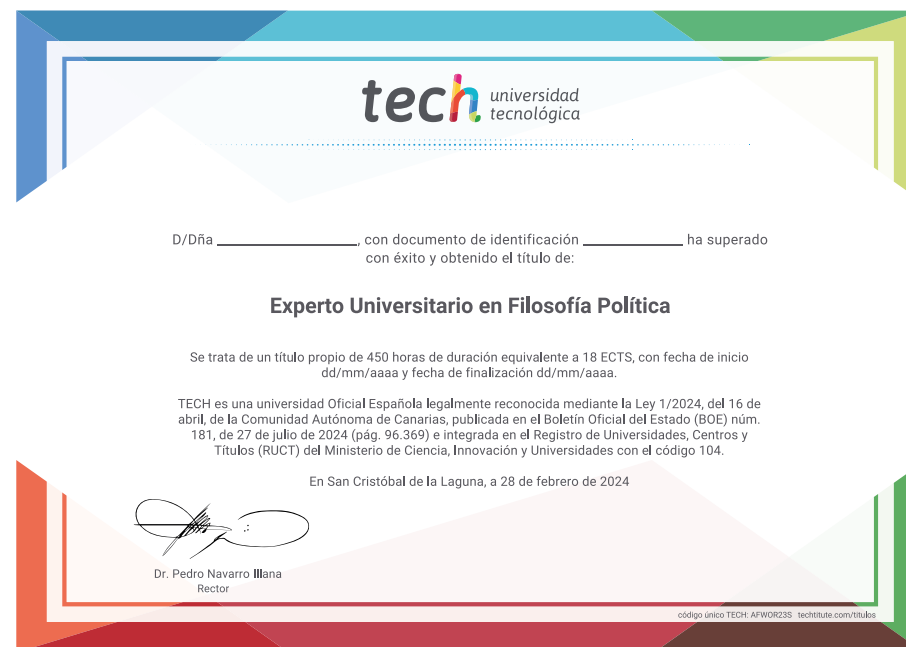 tech universidad
tecnológica
D/Dña ____________________, con documento de identificación ______________ ha superado
con éxito y obtenido el título de:
Experto Universitario en Filosofía Política
Se trata de un título propio de 450 horas de duración equivalente a 18 ECTS, con fecha de inicio
dd/mm/aaaa y fecha de finalización dd/mm/aaaa.
TECH es una universidad Oficial Española legalmente reconocida mediante la Ley 1/2024, del 16 de
abril, de la Comunidad Autónoma de Canarias, publicada en el Boletín Oficial del Estado (BOE) núm.
181, de 27 de julio de 2024 (pág. 96.369) e integrada en el Registro de Universidades, Centros y
Títulos (RUCT) del Ministerio de Ciencia, Innovación y Universidades con el código 104.
En San Cristóbal de la Laguna, a 28 de febrero de 2024
Dr. Pedro Navarro Illana
Rector
código único TECH: AFWOR23S techtitute.com/titulos